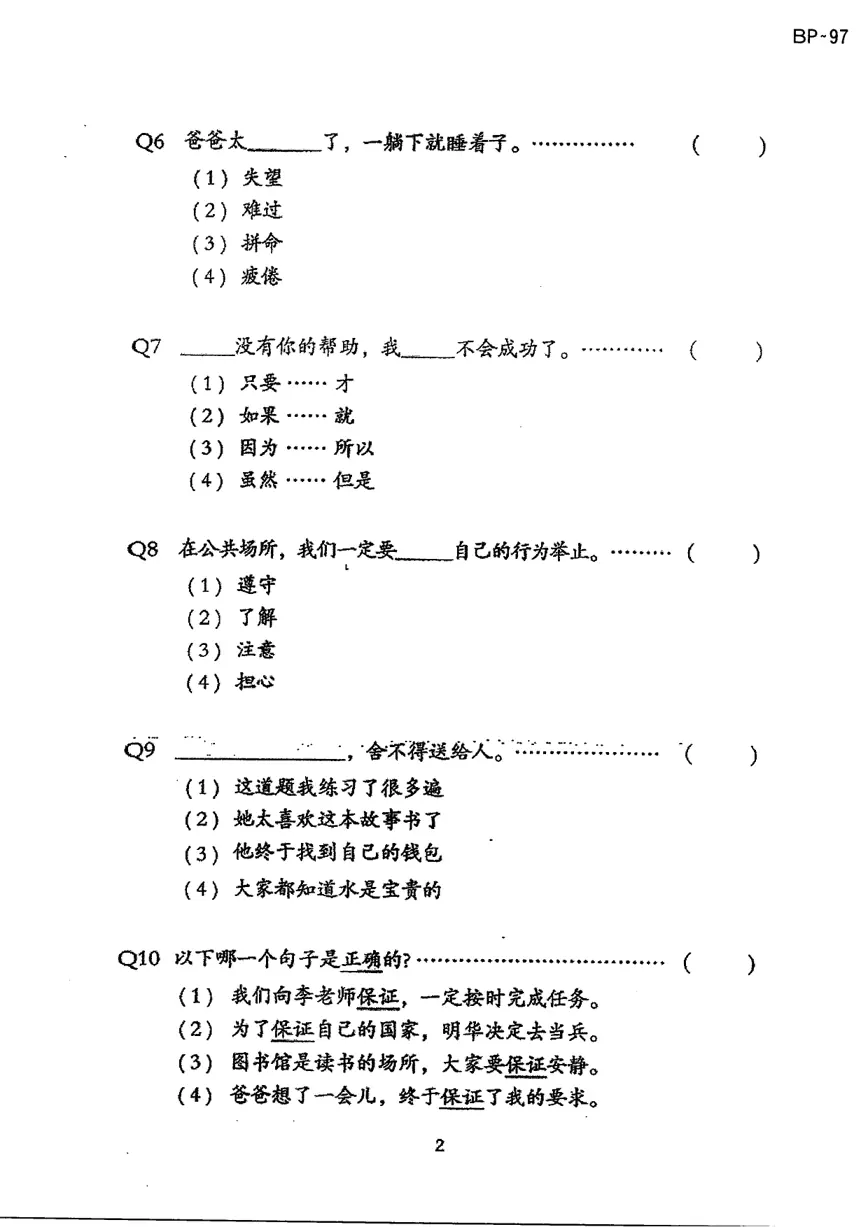 BP-97
Q6 爸爸太______了，一躺下就睡着子。…………… ( )
(1) 失望
(2) 难过
(3) 拼命
(4) 疲倦
Q7 _____没有你的帮助，我_____不会成功了。………… ( )
(1) 只要 …… 才
(2) 如果 …… 就
(3) 因为 …… 所以
(4) 虽然 …… 但是
Q8 在公共场所，我们一定要_____自己的行为举止。……… ( )
(1) 遵守
(2) 了解
(3) 注意
(4) 担心
Q9 _______________，舍不得送给人。…………… ( )
(1) 这道题我练习了很多遍
(2) 她太喜欢这本故事书了
(3) 他终于找到自己的钱包
(4) 大家都知道水是宝贵的
Q10 以下哪一个句子是正确的?……………………………… ( )
(1) 我们向李老师保证，一定按时完成任务。
(2) 为了保证自己的国家，明华决定去当兵。
(3) 图书馆是读书的场所，大家要保证安静。
(4) 爸爸想了一会儿，终于保证了我的要求。
2